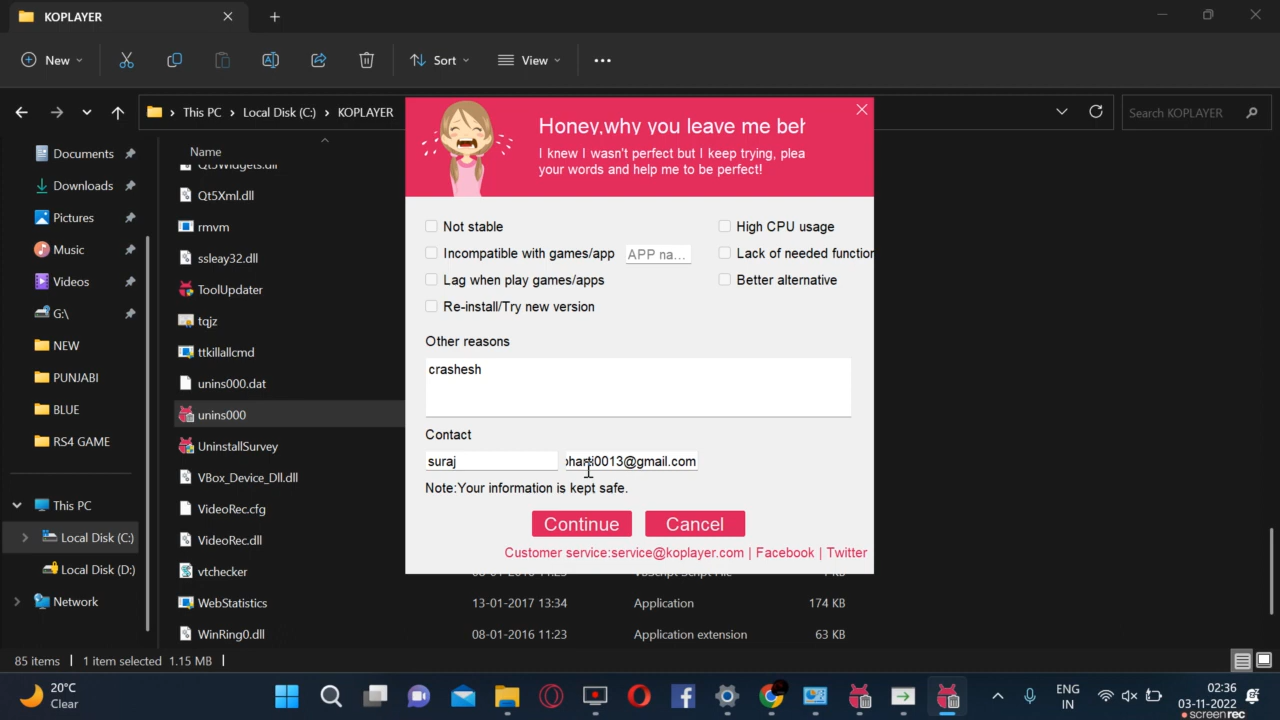 KOPLAYER
New
Sort
View
This PC > Local Disk (C:) > KOPLAYER
Search KOPLAYER
Documents
Downloads
Pictures
Music
Videos
G:\
NEW
PUNJABI
BLUE
RS4 GAME
This PC
Local Disk (C:)
Local Disk (D:)
Network
Name
Qt5Widgets.dll
Qt5Xml.dll
rmvm
ssleay32.dll
ToolUpdater
tqjz
ttkillallcmd
unins000.dat
unins000
UninstallSurvey
VBox_Device_Dll.dll
VideoRec.cfg
VideoRec.dll
vtchecker
WebStatistics
13-01-2017 13:34 Application 174 KB
WinRing0.dll
08-01-2016 11:23 Application extension 63 KB
Honey,why you leave me beh
I knew I wasn't perfect but I keep trying, plea
your words and help me to be perfect!
Not stable
High CPU usage
Incompatible with games/app APP na...
Lack of needed function
Lag when play games/apps
Better alternative
Re-install/Try new version
Other reasons
crashesh
Contact
suraj
bharti0013@gmail.com
Note:Your information is kept safe.
Continue Cancel
Customer service:service@koplayer.com | Facebook | Twitter
85 items | 1 item selected 1.15 MB |
20°C
Clear
ENG
IN
02:36
03-11-2022
screenrec